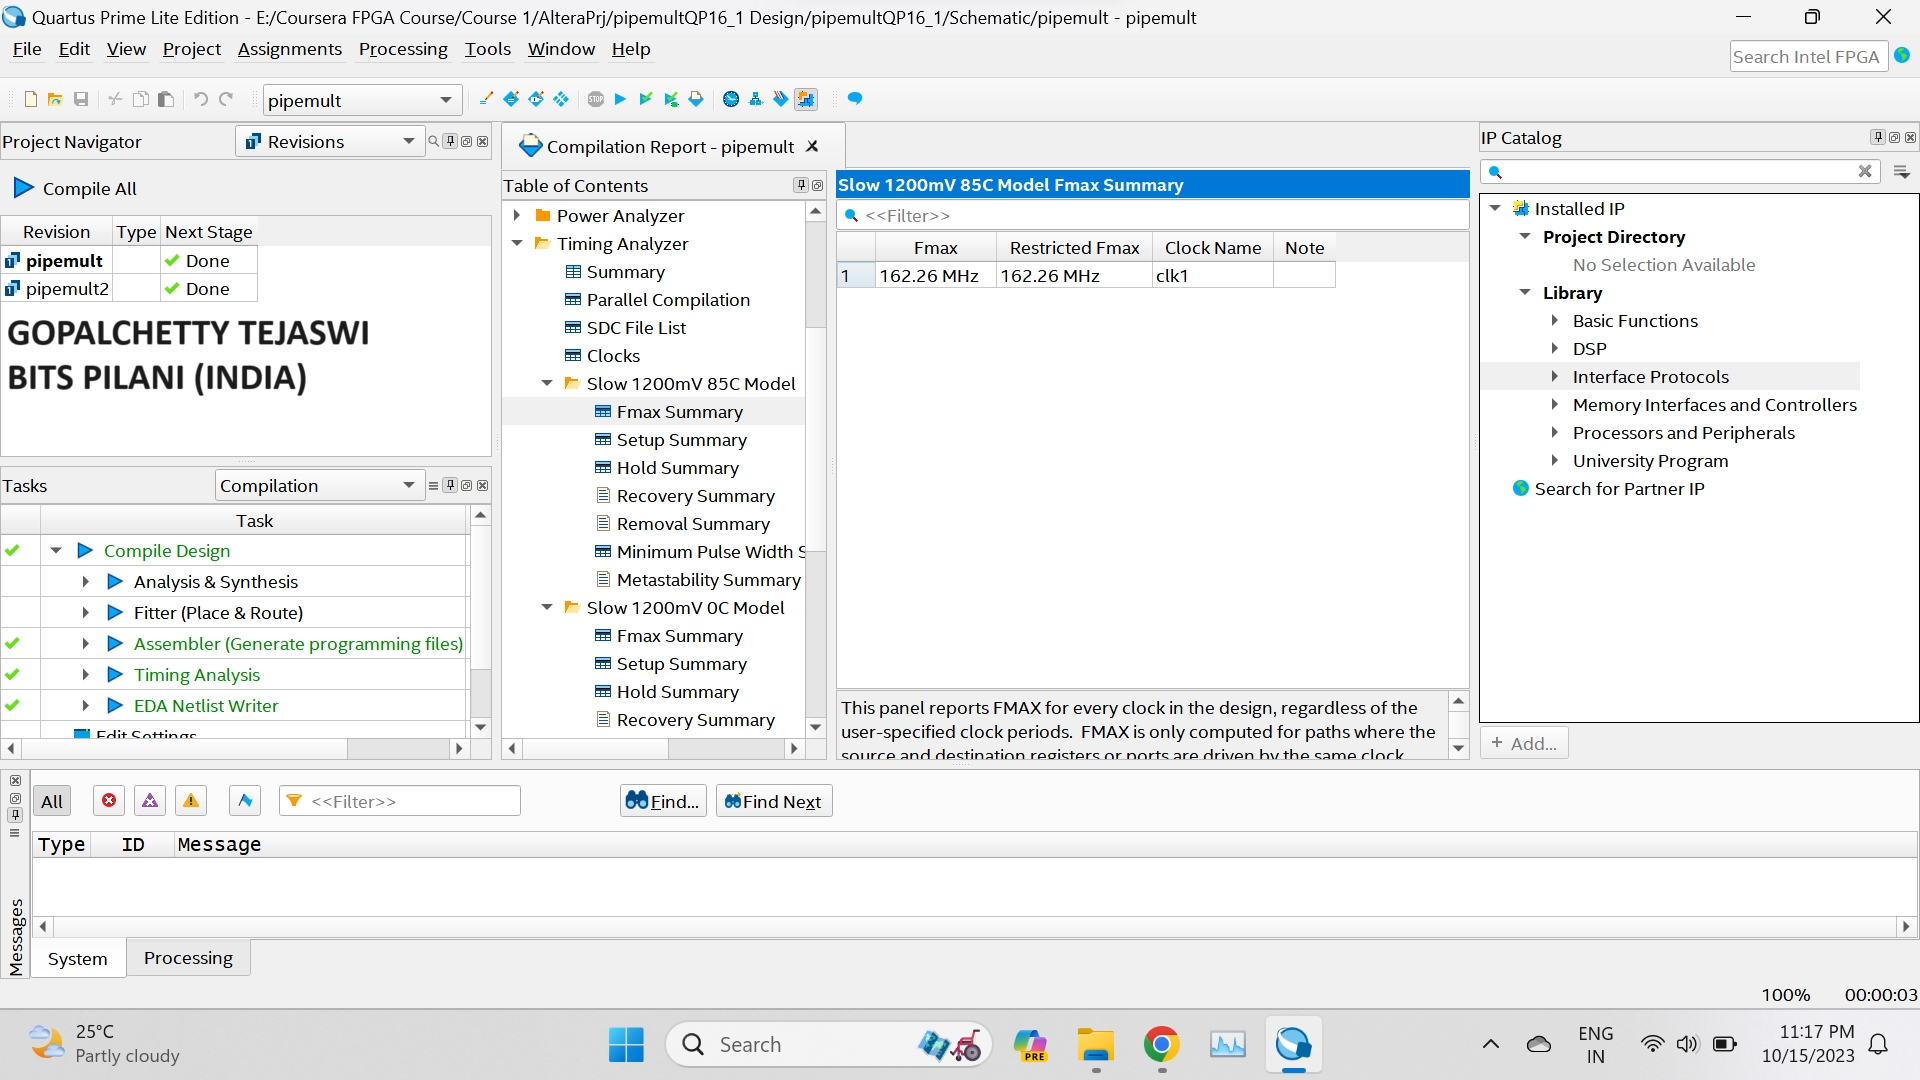 Quartus Prime Lite Edition - E:/Coursera FPGA Course/Course 1/AlteraPrj/pipemultQP16_1 Design/pipemultQP16_1/Schematic/pipemult - pipemult
File Edit View Project Assignments Processing Tools Window Help
Search Intel FPGA
pipemult
STOP
Project Navigator
Revisions
Compile All
Revision Type Next Stage
pipemult Done
pipemult2 Done
GOPALCHETTY TEJASWI
BITS PILANI (INDIA)
Tasks
Compilation
Task
Compile Design
Analysis & Synthesis
Fitter (Place & Route)
Assembler (Generate programming files)
Timing Analysis
EDA Netlist Writer
Edit Settings
Compilation Report - pipemult
Table of Contents
Power Analyzer
Timing Analyzer
Summary
Parallel Compilation
SDC File List
Clocks
Slow 1200mV 85C Model
Fmax Summary
Setup Summary
Hold Summary
Recovery Summary
Removal Summary
Minimum Pulse Width S
Metastability Summary
Slow 1200mV 0C Model
Fmax Summary
Setup Summary
Hold Summary
Recovery Summary
Slow 1200mV 85C Model Fmax Summary
<<Filter>>
Fmax Restricted Fmax Clock Name Note
1 162.26 MHz 162.26 MHz clk1
This panel reports FMAX for every clock in the design, regardless of the
user-specified clock periods. FMAX is only computed for paths where the
source and destination registers or ports are driven by the same clock
IP Catalog
Installed IP
Project Directory
No Selection Available
Library
Basic Functions
DSP
Interface Protocols
Memory Interfaces and Controllers
Processors and Peripherals
University Program
Search for Partner IP
+ Add...
All
<<Filter>>
Find...
Find Next
Type ID Message
Messages
System
Processing
100% 00:00:03
25°C
Partly cloudy
Search
PRE
ENG
IN
11:17 PM
10/15/2023